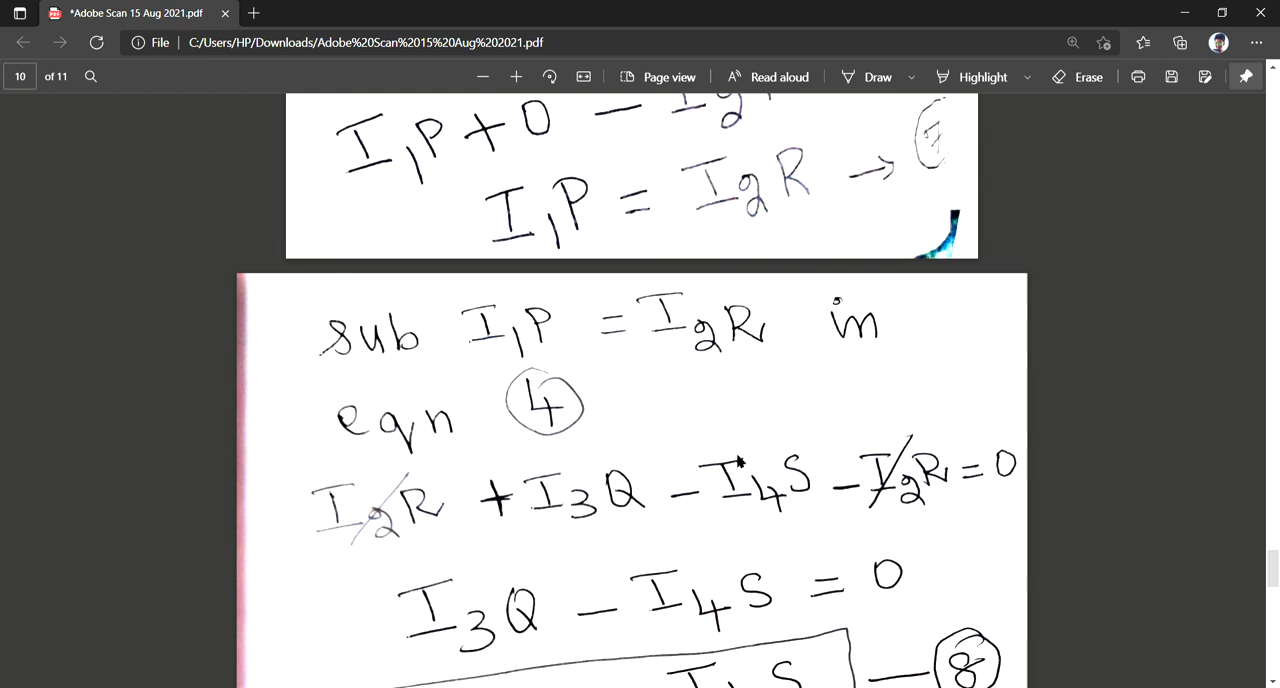 *Adobe Scan 15 Aug 2021.pdf
File | C:/Users/HP/Downloads/Adobe%20Scan%2015%20Aug%202021.pdf
10 of 11 Page view Read aloud Draw Highlight Erase
I₁P + 0 − I₂
I₁P = I₂R → 7
sub I₁P = I₂R in
eqn 4
I₂R + I₃Q − I₄S − I₂R = 0
I₃Q − I₄S = 0
S — 8